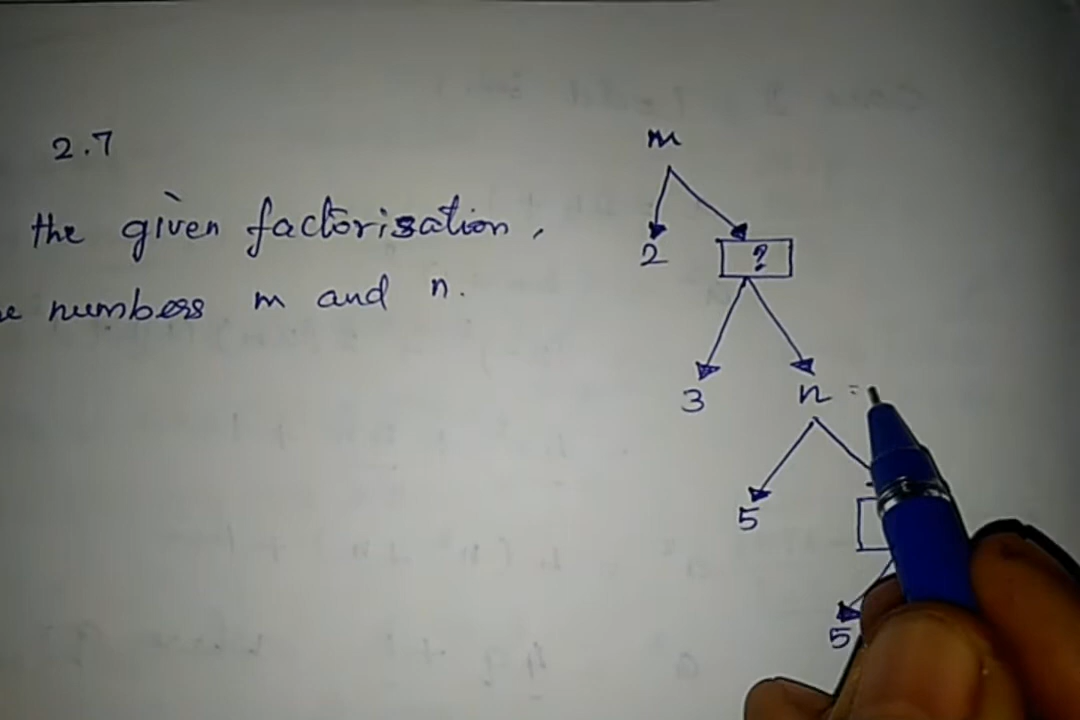 2.7
the given factorisation,
numbers m and n.
m
2 ?
3 n =
5
5